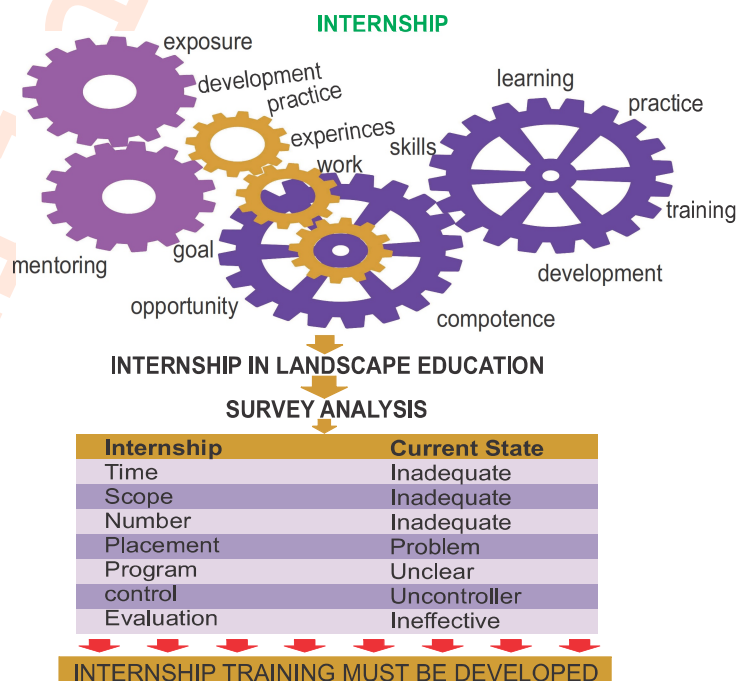 INTERNSHIP
exposure
development
practice
experinces
work
skills
learning
practice
training
development
compotence
mentoring
goal
opportunity
INTERNSHIP IN LANDSCAPE EDUCATION
SURVEY ANALYSIS
Internship Current State
Time Inadequate
Scope Inadequate
Number Inadequate
Placement Problem
Program Unclear
control Uncontroller
Evaluation Ineffective
INTERNSHIP TRAINING MUST BE DEVELOPED